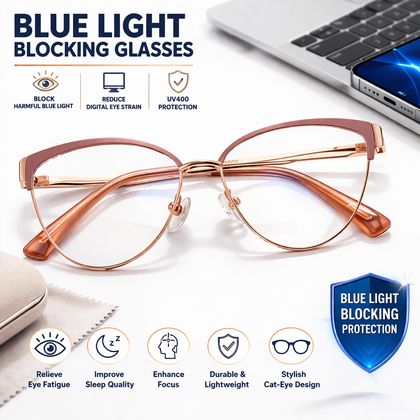 BLUE LIGHT
BLOCKING GLASSES
BLOCK
HARMFUL BLUE LIGHT
REDUCE
DIGITAL EYE STRAIN
UV400
PROTECTION
BLUE LIGHT
BLOCKING
PROTECTION
Relieve
Eye Fatigue
Improve
Sleep Quality
Enhance
Focus
Durable &
Lightweight
Stylish
Cat-Eye Design